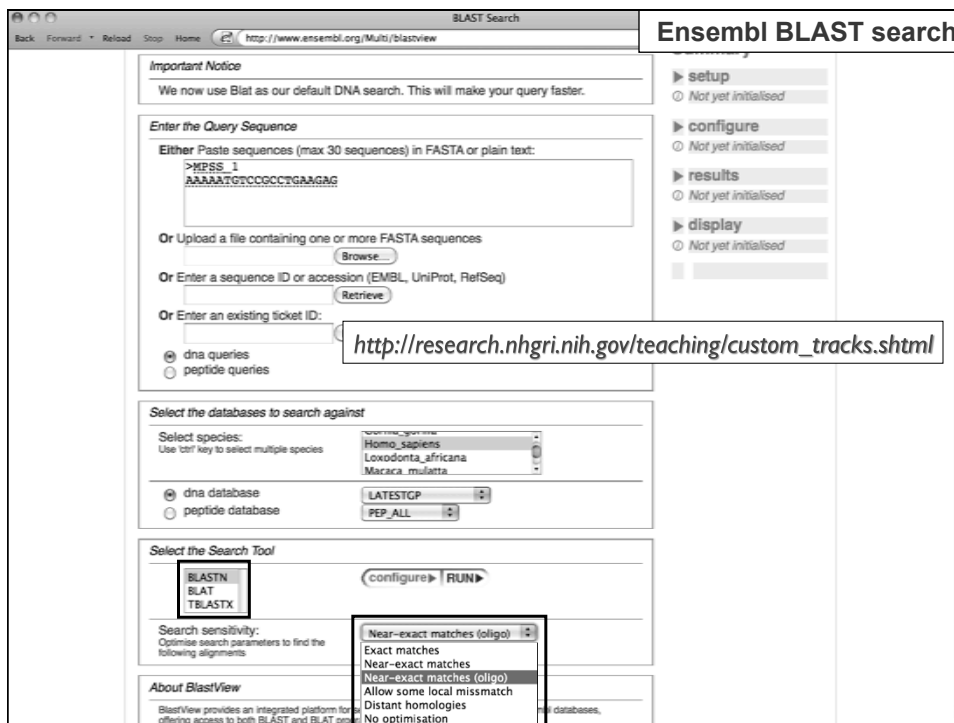 BLAST Search
Ensembl BLAST search
Back Forward Reload Stop Home http://www.ensembl.org/Multi/blastview
Important Notice
We now use Blat as our default DNA search. This will make your query faster.
Enter the Query Sequence
Either Paste sequences (max 30 sequences) in FASTA or plain text:
>MPSS_1
AAAAATGTCCGCCTGAAGAG
Or Upload a file containing one or more FASTA sequences
Browse...
Or Enter a sequence ID or accession (EMBL, UniProt, RefSeq)
Retrieve
Or Enter an existing ticket ID:
http://research.nhgri.nih.gov/teaching/custom_tracks.shtml
dna queries
peptide queries
Select the databases to search against
Select species:
Use 'ctrl' key to select multiple species
Homo_sapiens
Loxodonta_africana
Macaca_mulatta
dna database LATESTGP
peptide database PEP_ALL
Select the Search Tool
BLASTN
BLAT
TBLASTX
configure RUN
Search sensitivity:
Optimise search parameters to find the
following alignments
Near-exact matches (oligo)
Exact matches
Near-exact matches
Near-exact matches (oligo)
Allow some local missmatch
Distant homologies
No optimisation
About BlastView
BlastView provides an integrated platform for databases,
offering access to both BLAST and BLAT
setup
Not yet initialised
configure
Not yet initialised
results
Not yet initialised
display
Not yet initialised